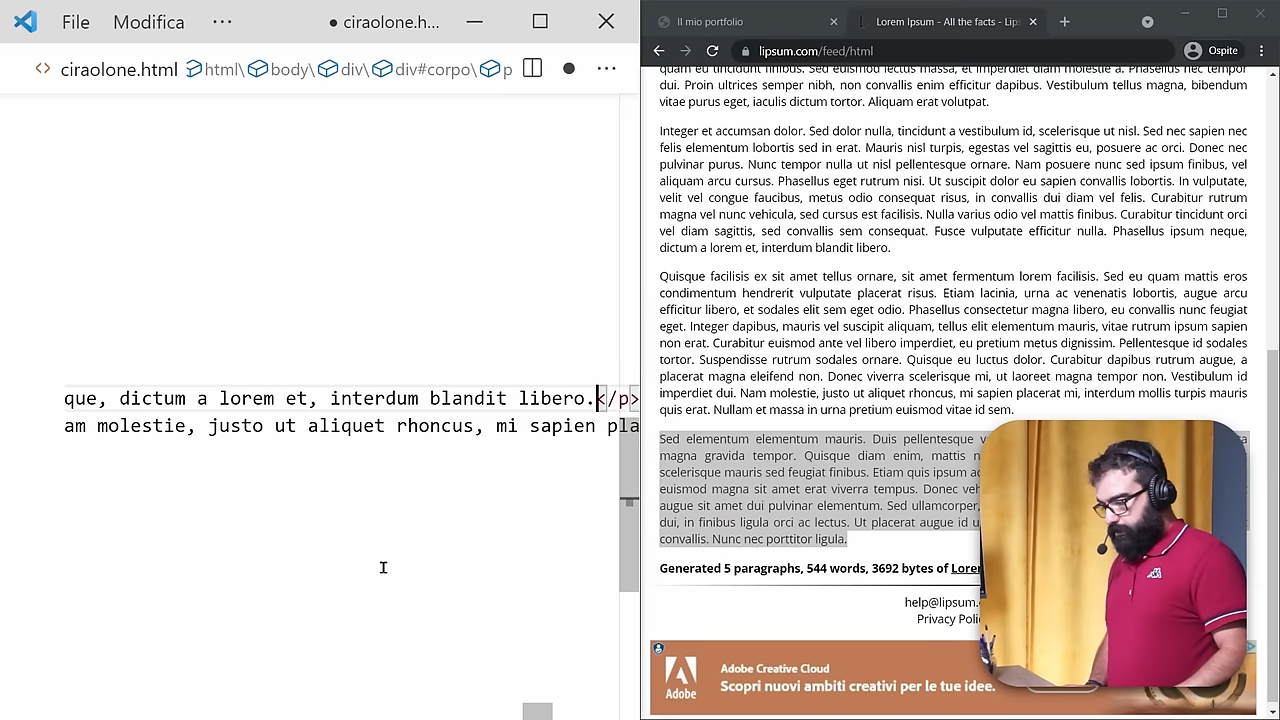 File Modifica ··· ● ciraolone.h...
ciraolone.html html\ body\ div\ div#corpo\ p ● ···
que, dictum a lorem et, interdum blandit libero.</p>
am molestie, justo ut aliquet rhoncus, mi sapien pla
Il mio portfolio
Lorem Ipsum - All the facts - Lip
lipsum.com/feed/html
Ospite
quam eu tincidunt finibus. Sed euismod lectus massa, et imperdiet diam molestie a. Phasellus nec tempor
dui. Proin ultrices semper nibh, non convallis enim efficitur dapibus. Vestibulum tellus magna, bibendum
vitae purus eget, iaculis dictum tortor. Aliquam erat volutpat.
Integer et accumsan dolor. Sed dolor nulla, tincidunt a vestibulum id, scelerisque ut nisl. Sed nec sapien nec
felis elementum lobortis sed in erat. Mauris nisl turpis, egestas vel sagittis eu, posuere ac orci. Donec nec
pulvinar purus. Nunc tempor nulla ut nisl pellentesque ornare. Nam posuere nunc sed ipsum finibus, vel
aliquam arcu cursus. Phasellus eget rutrum nisi. Ut suscipit dolor eu sapien convallis lobortis. In vulputate,
velit vel congue faucibus, metus odio consequat risus, in convallis dui diam vel felis. Curabitur rutrum
magna vel nunc vehicula, sed cursus est facilisis. Nulla varius odio vel mattis finibus. Curabitur tincidunt orci
vel diam sagittis, sed convallis sem consequat. Fusce vulputate efficitur nulla. Phasellus ipsum neque,
dictum a lorem et, interdum blandit libero.
Quisque facilisis ex sit amet tellus ornare, sit amet fermentum lorem facilisis. Sed eu quam mattis eros
condimentum hendrerit vulputate placerat risus. Etiam lacinia, urna ac venenatis lobortis, augue arcu
efficitur libero, et sodales elit sem eget odio. Phasellus consectetur magna libero, eu convallis nunc feugiat
eget. Integer dapibus, mauris vel suscipit aliquam, tellus elit elementum mauris, vitae rutrum ipsum sapien
non erat. Curabitur euismod ante vel libero imperdiet, eu pretium metus dignissim. Pellentesque id sodales
tortor. Suspendisse rutrum sodales ornare. Quisque eu luctus dolor. Curabitur dapibus rutrum augue, a
placerat magna eleifend non. Donec viverra scelerisque mi, ut laoreet magna tempor non. Vestibulum id
imperdiet dui. Nam molestie, justo ut aliquet rhoncus, mi sapien placerat mi, interdum mollis turpis mauris
quis erat. Nullam et massa in urna pretium euismod vitae id sem.
Sed elementum elementum mauris. Duis pellentesque
magna gravida tempor. Quisque diam enim, mattis
scelerisque mauris sed feugiat finibus. Etiam quis ipsum
euismod magna sit amet erat viverra tempus. Donec
augue sit amet dui pulvinar elementum. Sed ullamcorper,
dui, in finibus ligula orci ac lectus. Ut placerat augue id
convallis. Nunc nec porttitor ligula.
Generated 5 paragraphs, 544 words, 3692 bytes of Lorem
help@lipsum.
Privacy
Adobe
Adobe Creative Cloud
Scopri nuovi ambiti creativi per le tue idee.